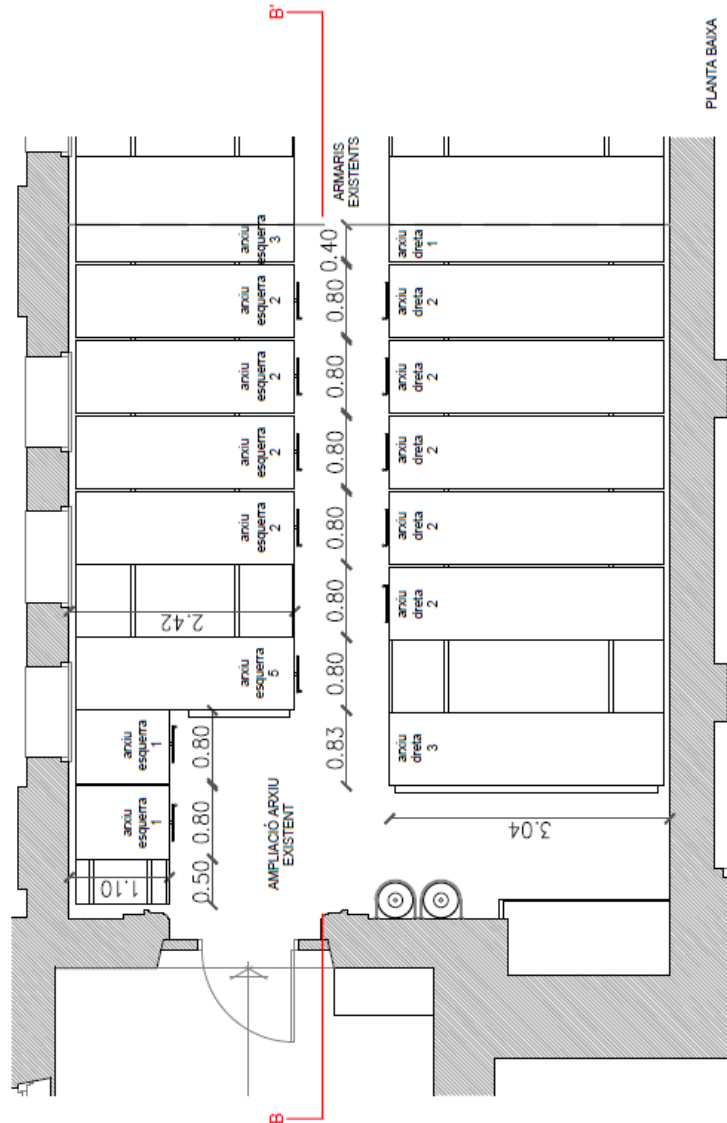 B'
PLANTA BAIXA
ARMARIS
EXISTENTS
arxiu
esquerra
3
0.40
arxiu
dreta
1
arxiu
esquerra
2
0.80
arxiu
dreta
2
arxiu
esquerra
2
0.80
arxiu
dreta
2
arxiu
esquerra
2
0.80
arxiu
dreta
2
arxiu
esquerra
2
0.80
arxiu
dreta
2
2.42
0.80
arxiu
dreta
2
arxiu
esquerra
5
0.80
arxiu
esquerra
1
0.80
0.83
arxiu
dreta
3
arxiu
esquerra
1
0.80
AMPLIACIÓ ARXIU
EXISTENT
3.04
1.10
0.50
B